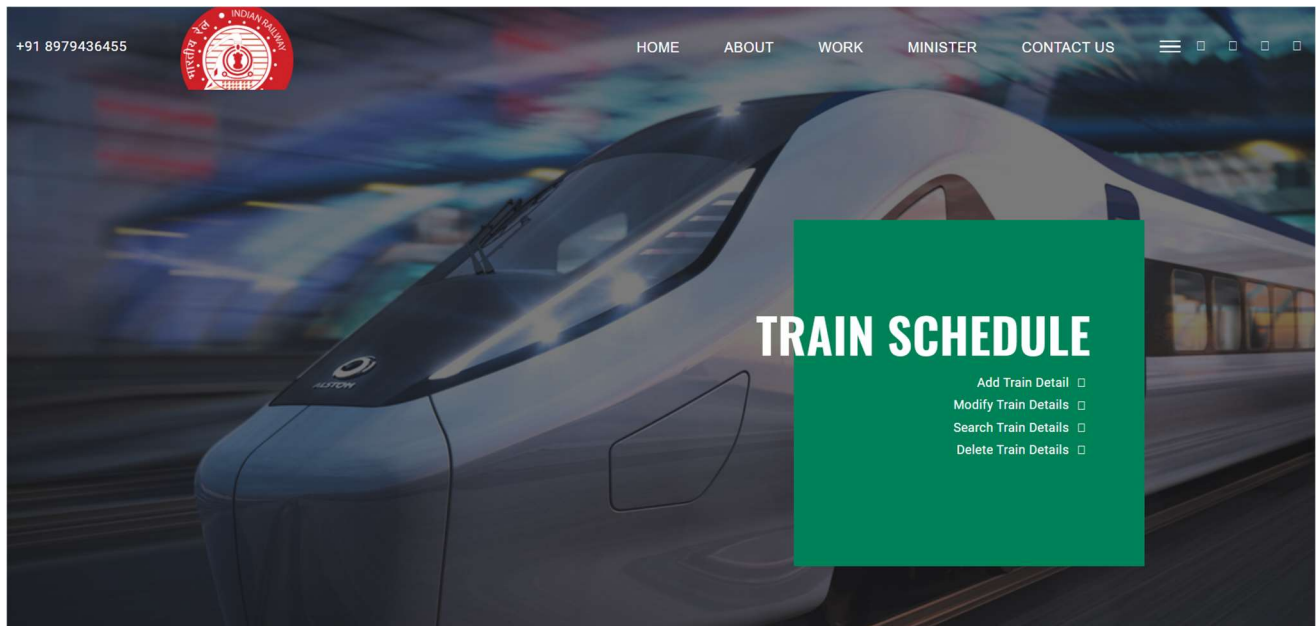 +91 8979436455
भारतीय रेल • INDIAN RAILWAY
HOME ABOUT WORK MINISTER CONTACT US
ALSTOM
TRAIN SCHEDULE
Add Train Detail
Modify Train Details
Search Train Details
Delete Train Details